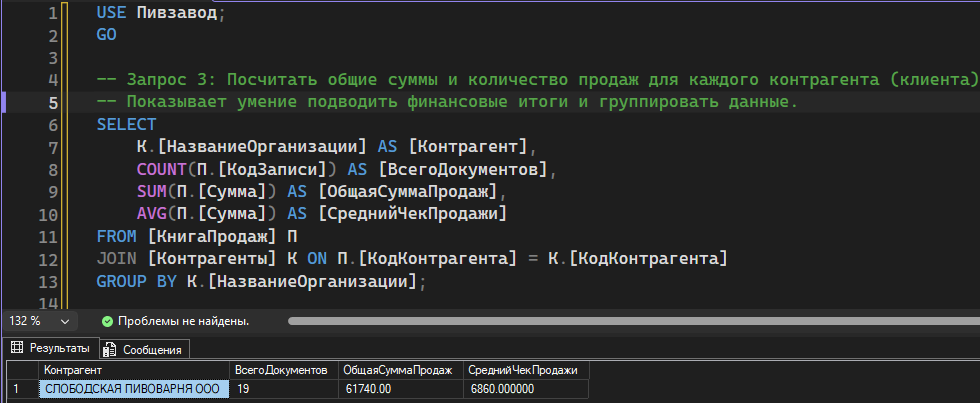 1 USE Пивзавод;
2 GO
3
4 -- Запрос 3: Посчитать общие суммы и количество продаж для каждого контрагента (клиента)
5 -- Показывает умение подводить финансовые итоги и группировать данные.
6 SELECT
7 К.[НазваниеОрганизации] AS [Контрагент],
8 COUNT(П.[КодЗаписи]) AS [ВсегоДокументов],
9 SUM(П.[Сумма]) AS [ОбщаяСуммаПродаж],
10 AVG(П.[Сумма]) AS [СреднийЧекПродажи]
11 FROM [КнигаПродаж] П
12 JOIN [Контрагенты] К ON П.[КодКонтрагента] = К.[КодКонтрагента]
13 GROUP BY К.[НазваниеОрганизации];
14
132 % Проблемы не найдены.
Результаты Сообщения
Контрагент ВсегоДокументов ОбщаяСуммаПродаж СреднийЧекПродажи
1 СЛОБОДСКАЯ ПИВОВАРНЯ ООО 19 61740.00 6860.000000